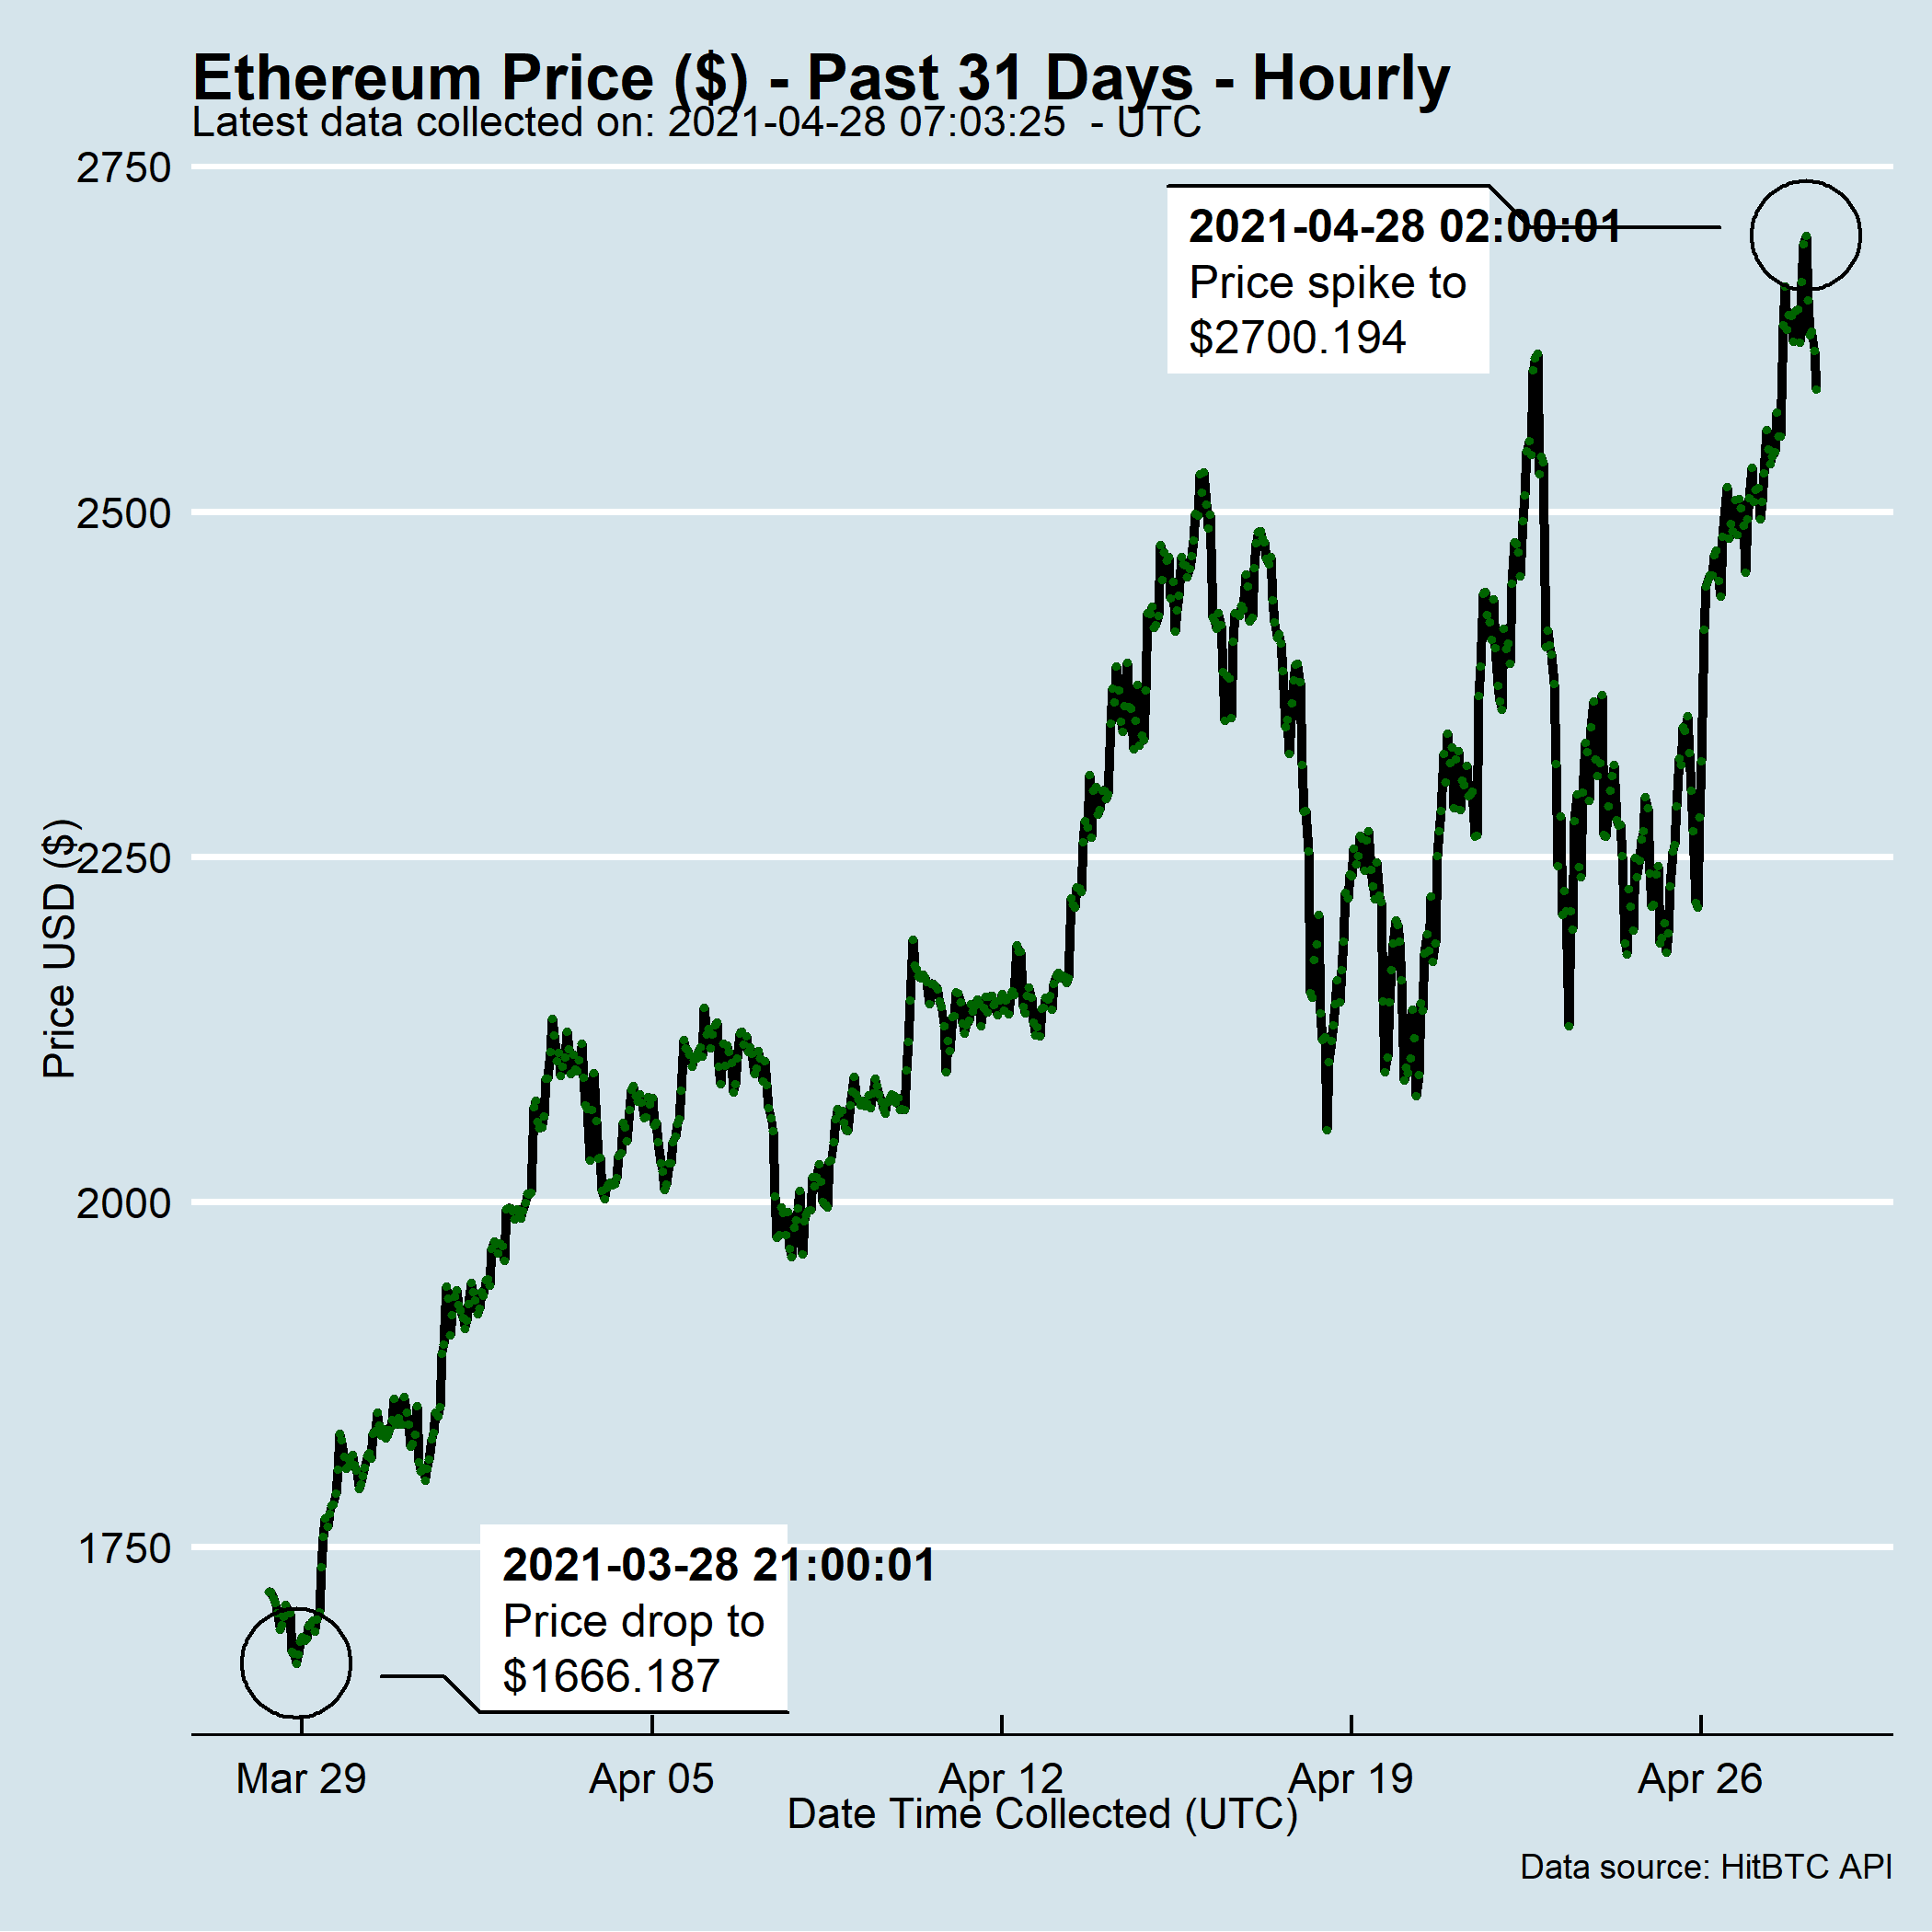 Ethereum Price ($) - Past 31 Days - Hourly
Latest data collected on: 2021-04-28 07:03:25  - UTC
2750
2021-04-28 02:00:01
Price spike to
$2700.194
2500
2250
Price USD ($)
2000
1750
2021-03-28 21:00:01
Price drop to
$1666.187
Mar 29 Apr 05 Apr 12 Apr 19 Apr 26
Date Time Collected (UTC)
Data source: HitBTC API